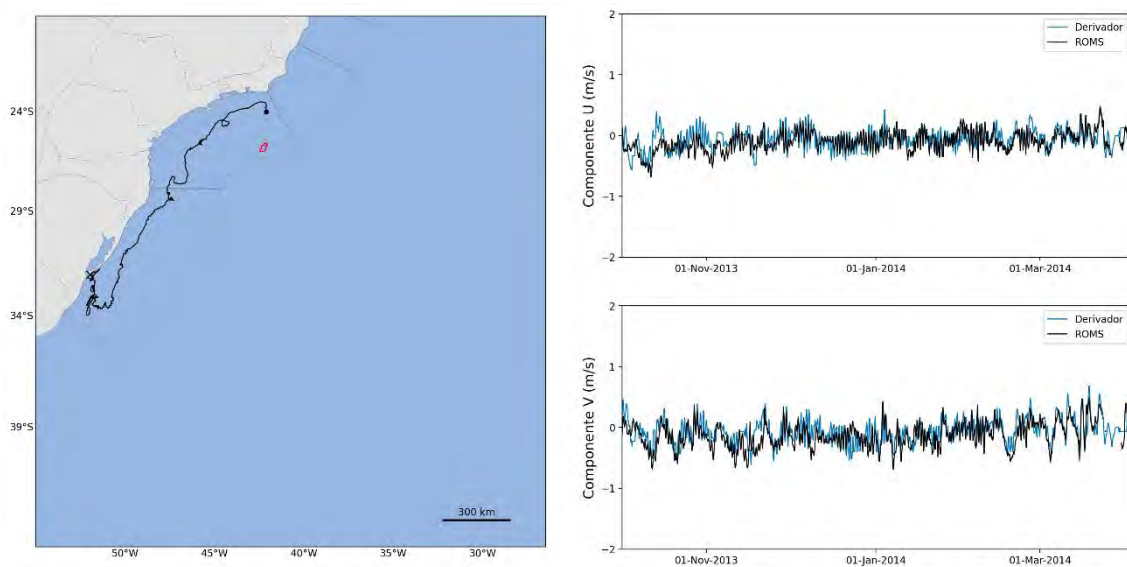 24°S
29°S
34°S
39°S
300 km
50°W
45°W
40°W
35°W
30°W
Componente U (m/s)
2
1
0
−1
−2
Derivador
ROMS
01-Nov-2013
01-Jan-2014
01-Mar-2014
Componente V (m/s)
2
1
0
−1
−2
Derivador
ROMS
01-Nov-2013
01-Jan-2014
01-Mar-2014